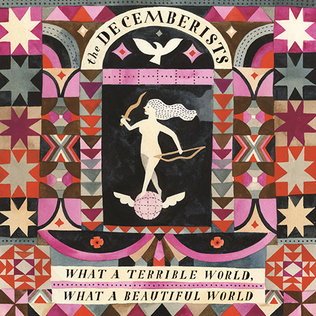 the DECEMBERISTS
WHAT A TERRIBLE WORLD,
WHAT A BEAUTIFUL WORLD